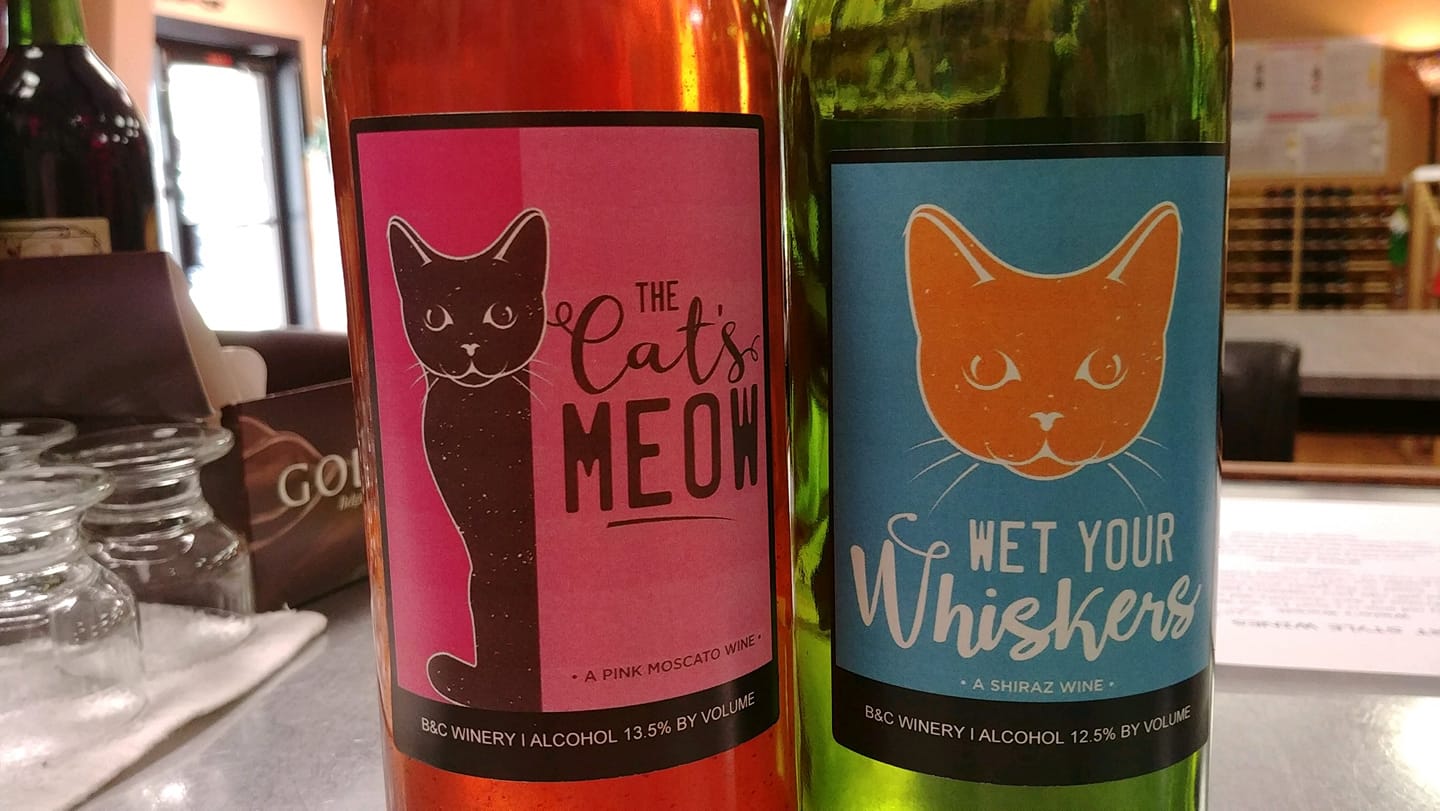 THE
Cat's
MEOW
• A PINK MOSCATO WINE •
B&C WINERY | ALCOHOL 13.5% BY VOLUME
WET YOUR
Whiskers
• A SHIRAZ WINE •
B&C WINERY | ALCOHOL 12.5% BY VOLUME